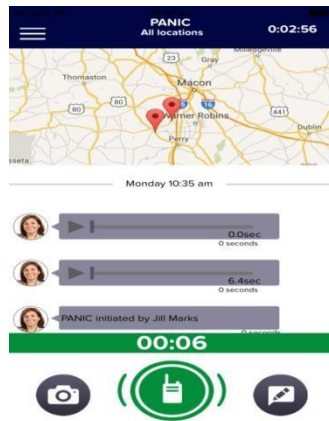 PANIC
All locations
0:02:56
Milledgeville
23
Gray
Thomaston
Macon
80
80
16
441
Warner Robins
Dublin
Perry
Monday 10:35 am
0.0sec
0 seconds
6.4sec
0 seconds
PANIC initiated by Jill Marks
0 seconds
00:06